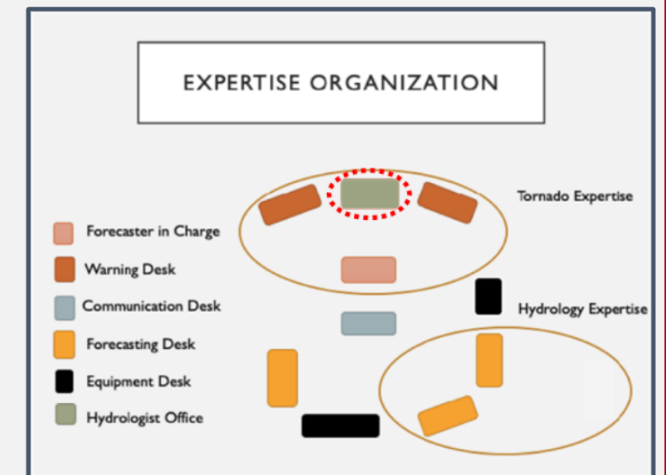 EXPERTISE ORGANIZATION
Tornado Expertise
Forecaster in Charge
Warning Desk
Communication Desk
Hydrology Expertise
Forecasting Desk
Equipment Desk
Hydrologist Office